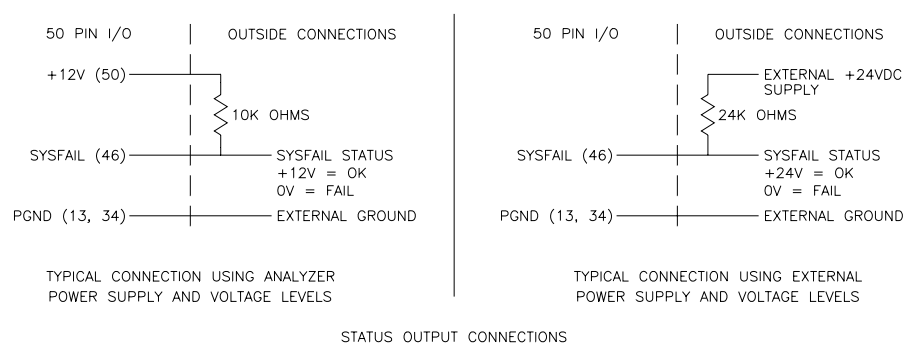 50 PIN I/O
OUTSIDE CONNECTIONS
+12V (50)
10K OHMS
SYSFAIL (46)
SYSFAIL STATUS
+12V = OK
0V = FAIL
PGND (13, 34)
EXTERNAL GROUND
TYPICAL CONNECTION USING ANALYZER
POWER SUPPLY AND VOLTAGE LEVELS
50 PIN I/O
OUTSIDE CONNECTIONS
EXTERNAL +24VDC
SUPPLY
24K OHMS
SYSFAIL (46)
SYSFAIL STATUS
+24V = OK
0V = FAIL
PGND (13, 34)
EXTERNAL GROUND
TYPICAL CONNECTION USING EXTERNAL
POWER SUPPLY AND VOLTAGE LEVELS
STATUS OUTPUT CONNECTIONS